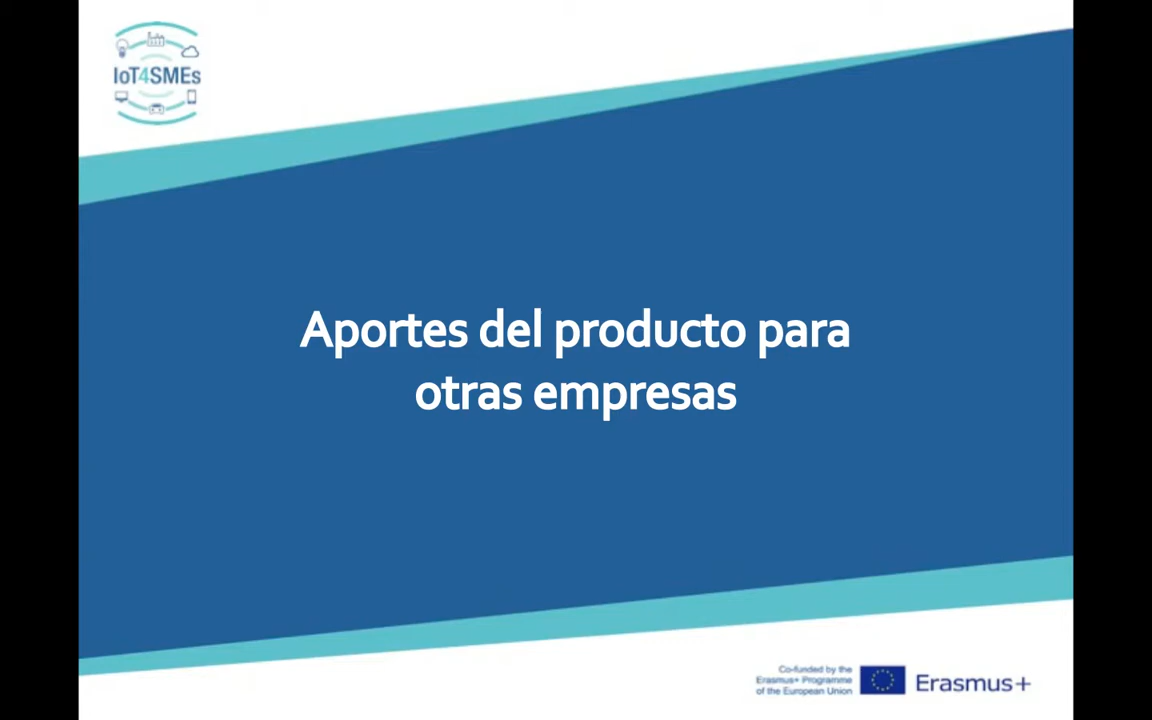 IoT4SMEs
Aportes del producto para
otras empresas
Co-funded by the
Erasmus+ Programme
of the European Union
Erasmus+